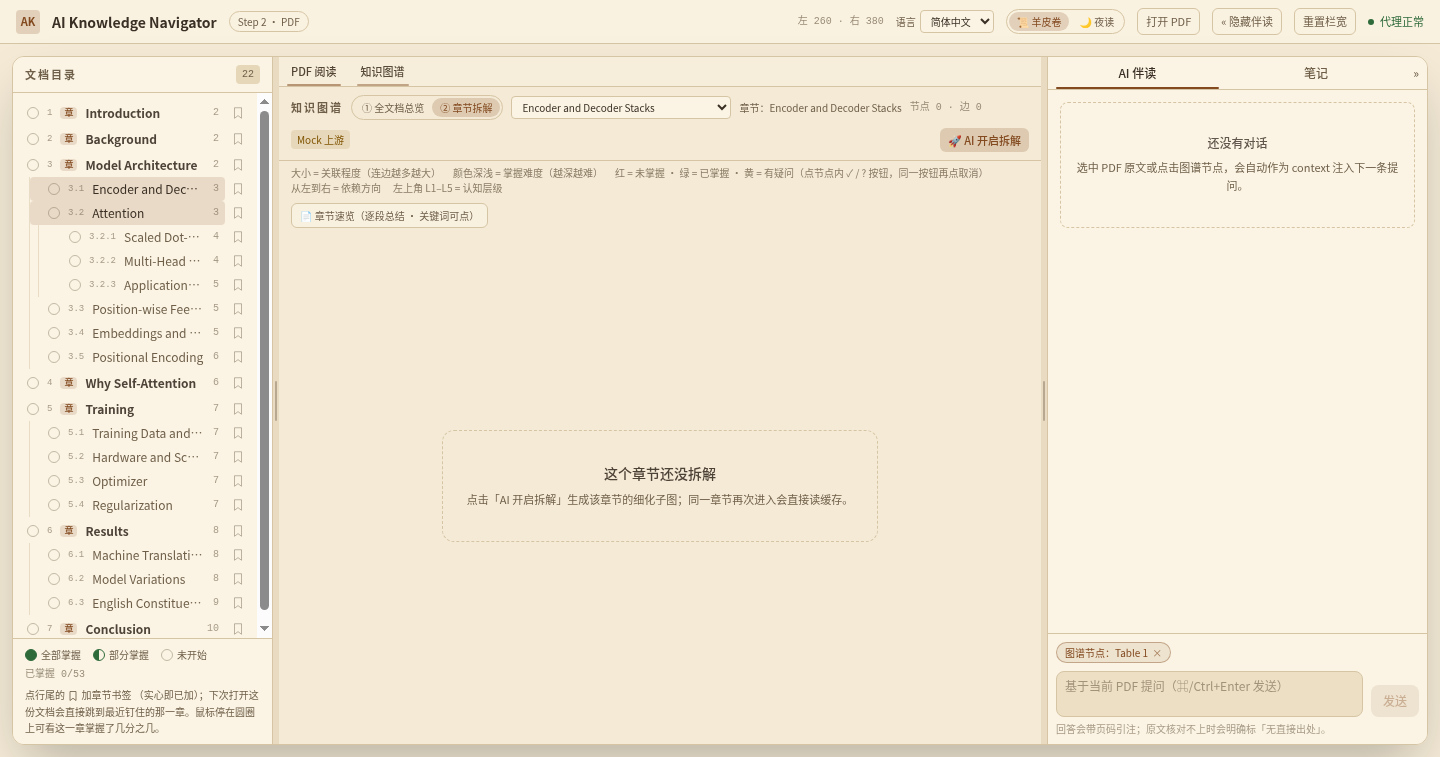 AK AI Knowledge Navigator Step 2 · PDF 左 260 · 右 380 语言 简体中文 📜 羊皮卷 🌙 夜读 打开 PDF « 隐藏伴读 重置栏宽 代理正常
文档目录 22
1 章 Introduction 2
2 章 Background 2
3 章 Model Architecture 2
3.1 Encoder and Dec··· 3
3.2 Attention 3
3.2.1 Scaled Dot-··· 4
3.2.2 Multi-Head ··· 4
3.2.3 Application··· 5
3.3 Position-wise Fee··· 5
3.4 Embeddings and ··· 5
3.5 Positional Encoding 6
4 章 Why Self-Attention 6
5 章 Training 7
5.1 Training Data and··· 7
5.2 Hardware and Sc··· 7
5.3 Optimizer 7
5.4 Regularization 7
6 章 Results 8
6.1 Machine Translati··· 8
6.2 Model Variations 8
6.3 English Constitue··· 9
7 章 Conclusion 10
全部掌握 部分掌握 未开始
已掌握 0/53
点行尾的 加章节书签 （实心即已加）；下次打开这
份文档会直接跳到最近钉住的那一章。鼠标停在圆圈
上可看这一章掌握了几分之几。
PDF 阅读 知识图谱
知识图谱 ① 全文档总览 ② 章节拆解 Encoder and Decoder Stacks 章节：Encoder and Decoder Stacks 节点 0 · 边 0
Mock 上游 🚀 AI 开启拆解
大小 = 关联程度（连边越多越大） 颜色深浅 = 掌握难度（越深越难） 红 = 未掌握 · 绿 = 已掌握 · 黄 = 有疑问（点节点内 ✓ / ? 按钮，同一按钮再点取消）
从左到右 = 依赖方向 左上角 L1–L5 = 认知层级
📄 章节速览（逐段总结 · 关键词可点）
这个章节还没拆解
点击「AI 开启拆解」生成该章节的细化子图；同一章节再次进入会直接读缓存。
AI 伴读 笔记 »
还没有对话
选中 PDF 原文或点击图谱节点，会自动作为 context 注入下一条提
问。
图谱节点：Table 1 ×
基于当前 PDF 提问（⌘/Ctrl+Enter 发送）
发送
回答会带页码引注；原文核对不上时会明确标「无直接出处」。